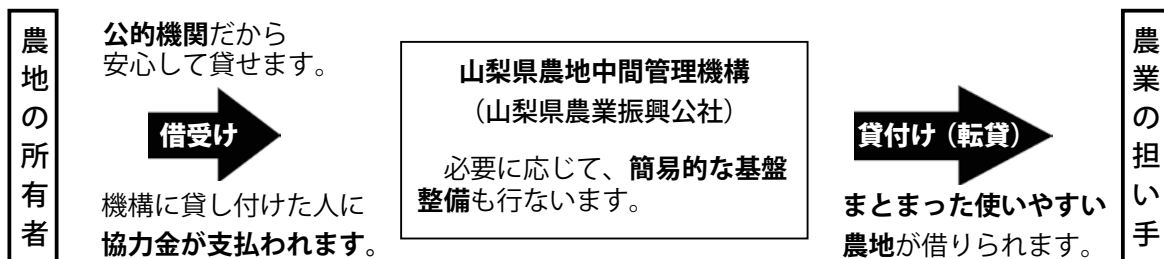 農地の所有者
公的機関だから
安心して貸せます。
借受け
機構に貸し付けた人に
協力金が支払われます。
山梨県農地中間管理機構
（山梨県農業振興公社）
必要に応じて、簡易的な基盤
整備も行ないます。
貸付け（転貸）
まとまった使いやすい
農地が借りられます。
農業の担い手